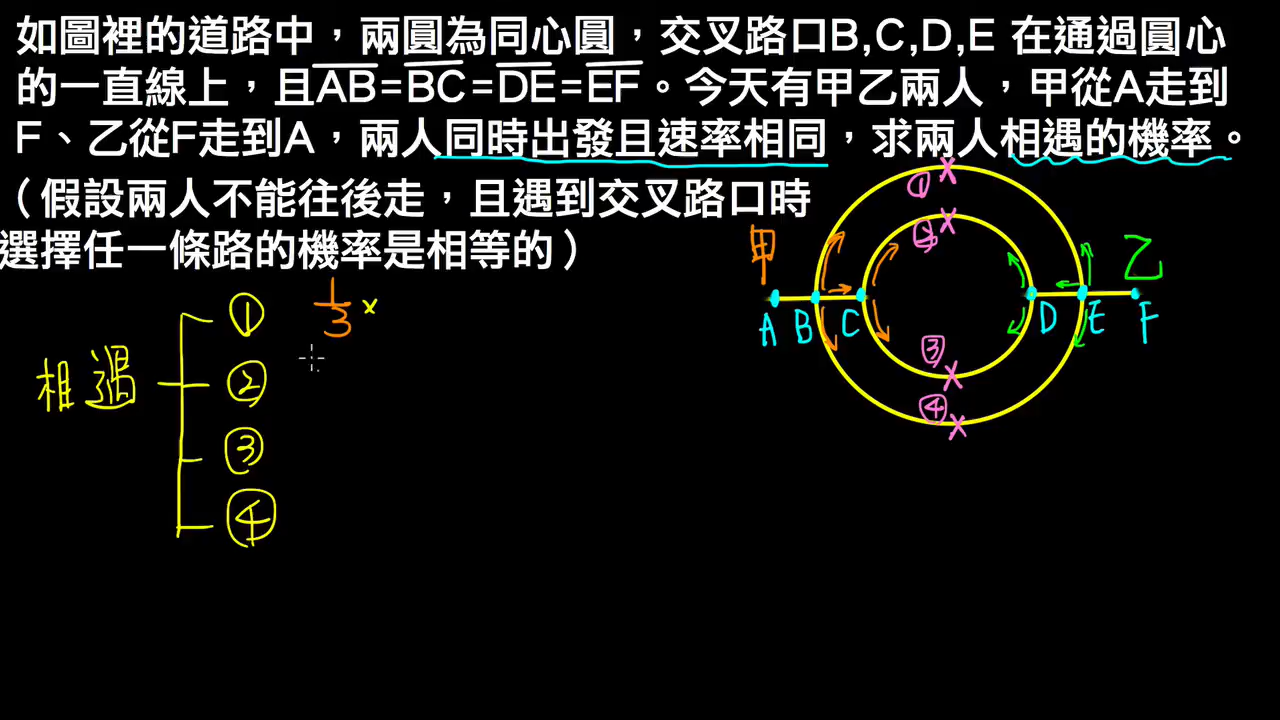 如圖裡的道路中，兩圓為同心圓，交叉路口B,C,D,E 在通過圓心
的一直線上，且AB=BC=DE=EF。今天有甲乙兩人，甲從A走到
F、乙從F走到A，兩人同時出發且速率相同，求兩人相遇的機率。
（假設兩人不能往後走，且遇到交叉路口時
選擇任一條路的機率是相等的）
① ×
② ×
甲 乙
A B C D E F
③ ×
④ ×
相遇
① 1/3 ×
②
③
④